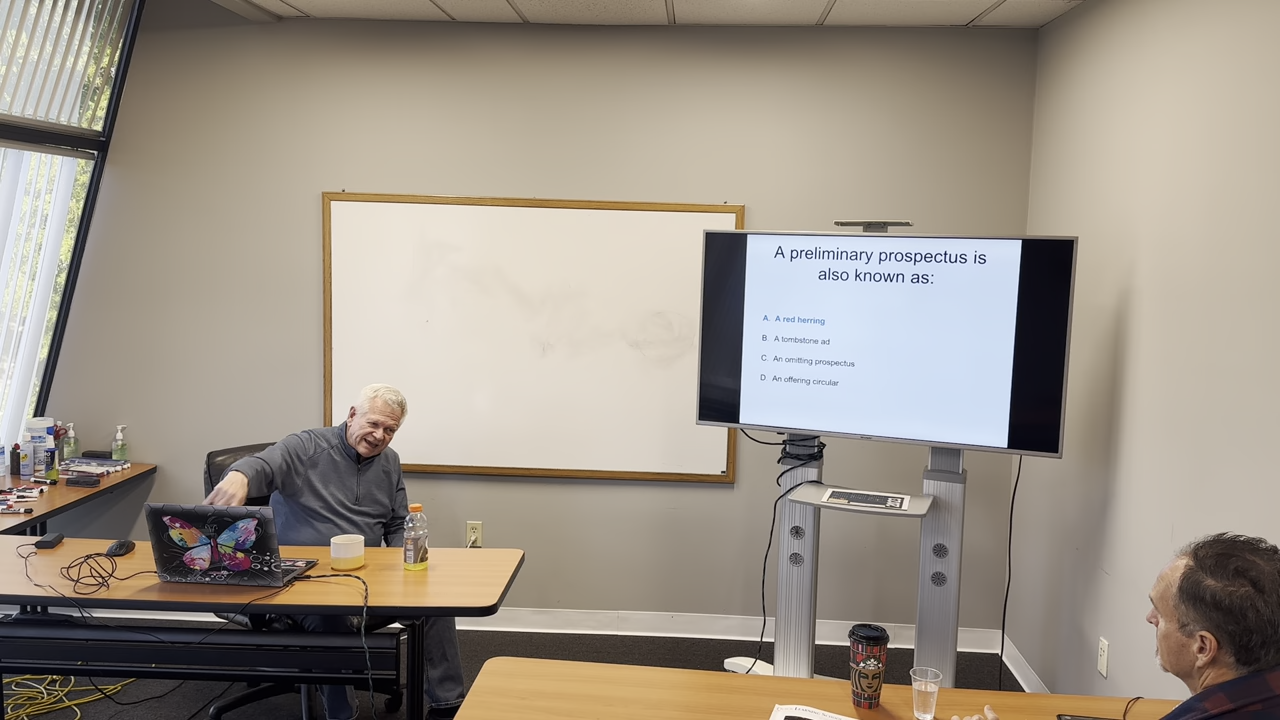 A preliminary prospectus is
also known as:
A. A red herring
B. A tombstone ad
C. An omitting prospectus
D. An offering circular